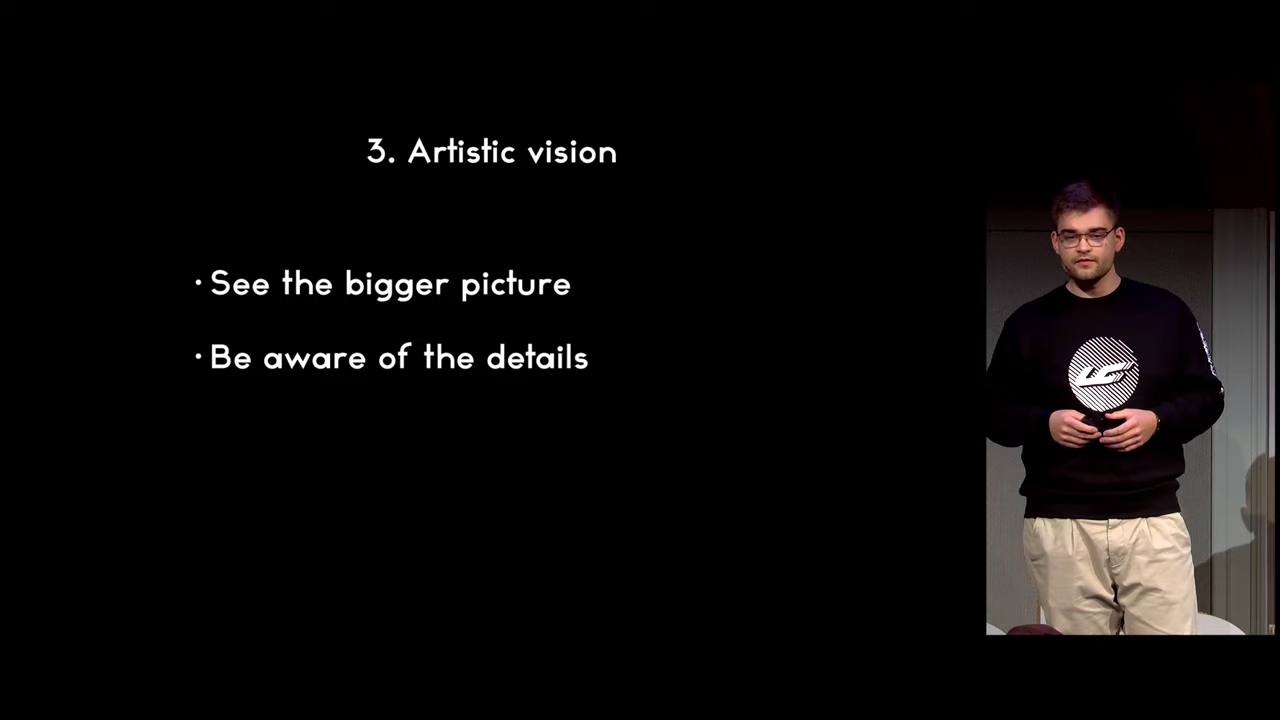 3. Artistic vision
· See the bigger picture
· Be aware of the details